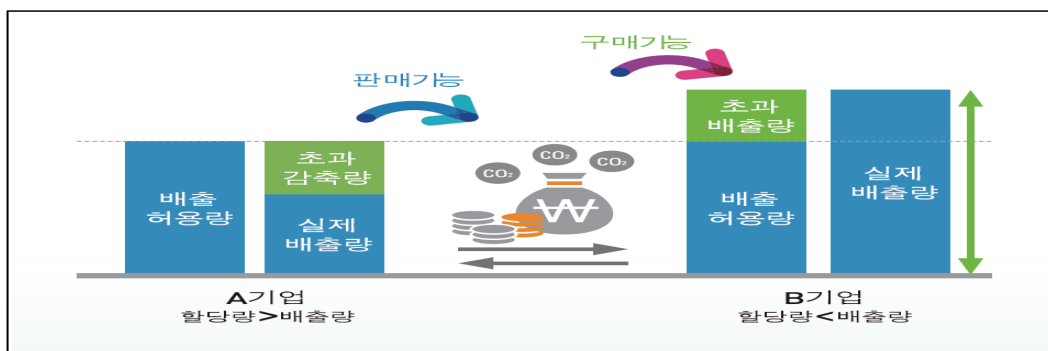 구매가능
판매가능
초과
배출량
초과
감축량
배출
허용량
실제
배출량
CO₂
CO₂
CO₂
₩
배출
허용량
실제
배출량
A기업
할당량>배출량
B기업
할당량<배출량